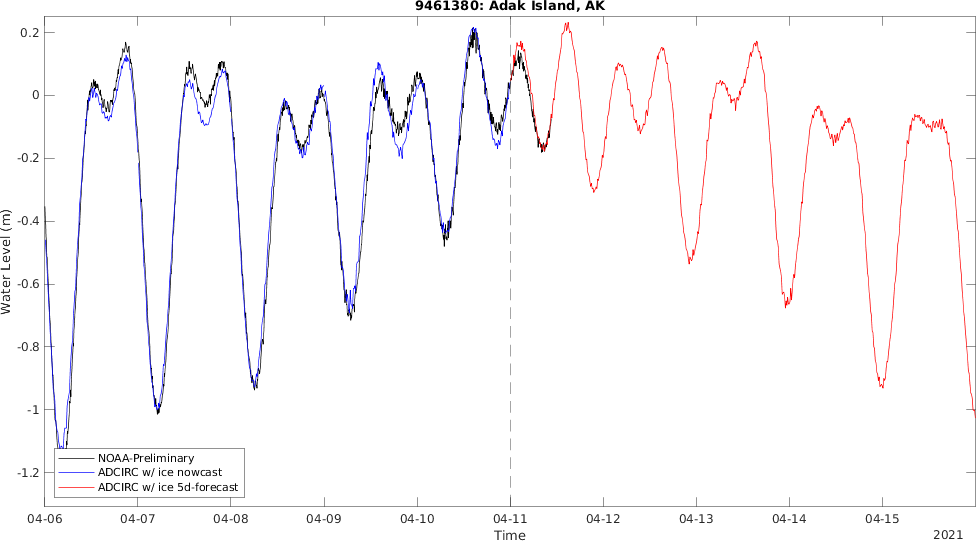 9461380: Adak Island, AK
0.2
0
-0.2
-0.4
-0.6
-0.8
-1
-1.2
Water Level (m)
NOAA-Preliminary
ADCIRC w/ ice nowcast
ADCIRC w/ ice 5d-forecast
04-06 04-07 04-08 04-09 04-10 04-11 04-12 04-13 04-14 04-15
Time
2021